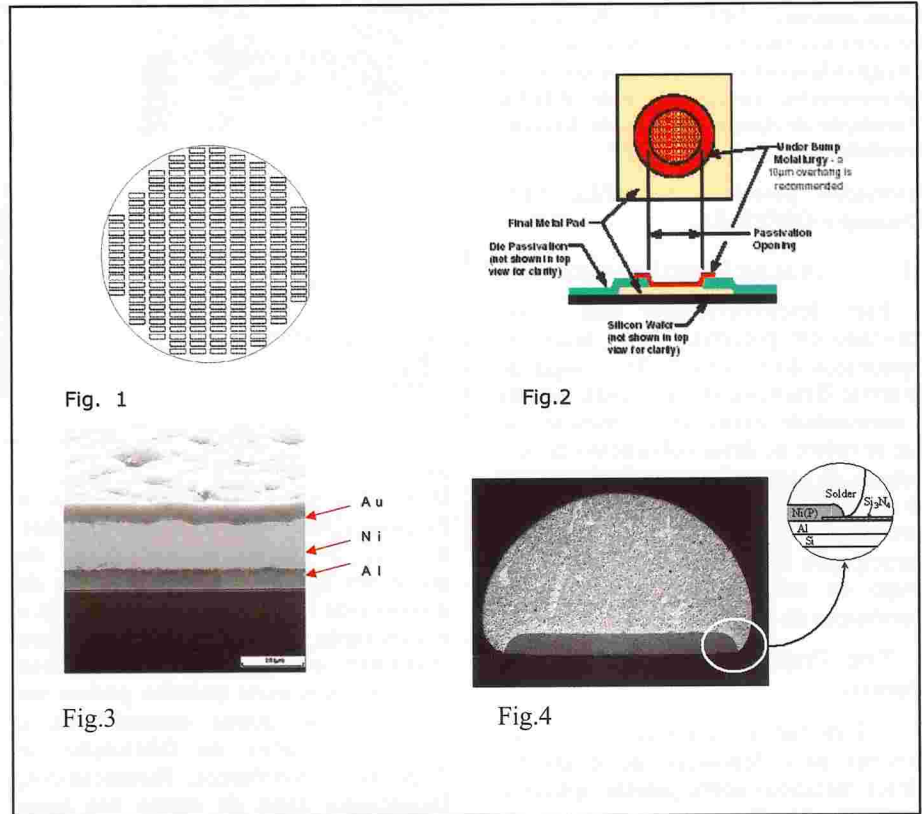 Under Bump
Metallurgy - a
10µm overhang is
recommended
Final Metal Pad
Passivation
Opening
Die Passivation
(not shown in top
view for clarity)
Silicon Wafer
(not shown in top
view for clarity)
Fig. 1
Fig.2
Au
Ni
Al
Solder
Si3N4
Ni(P)
Al
Si
Fig.3
Fig.4